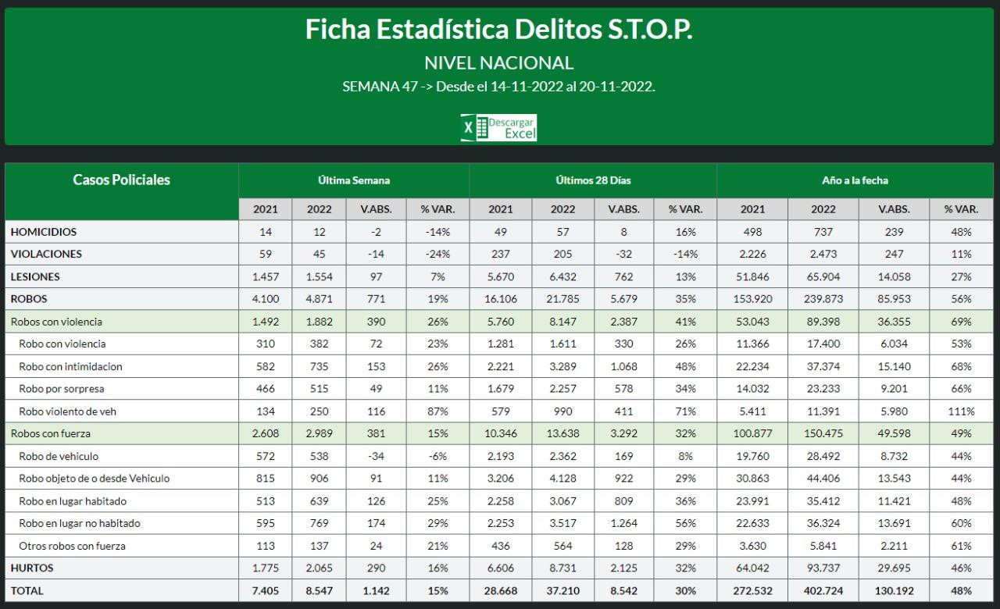 Ficha Estadística Delitos S.T.O.P.
NIVEL NACIONAL
SEMANA 47 -> Desde el 14-11-2022 al 20-11-2022.
X Descargar
Excel
Casos Policiales Última Semana Últimos 28 Días Año a la fecha
2021 2022 V.ABS. % VAR. 2021 2022 V.ABS. % VAR. 2021 2022 V.ABS. % VAR.
HOMICIDIOS 14 12 -2 -14% 49 57 8 16% 498 737 239 48%
VIOLACIONES 59 45 -14 -24% 237 205 -32 -14% 2.226 2.473 247 11%
LESIONES 1.457 1.554 97 7% 5.670 6.432 762 13% 51.846 65.904 14.058 27%
ROBOS 4.100 4.871 771 19% 16.106 21.785 5.679 35% 153.920 239.873 85.953 56%
Robos con violencia 1.492 1.882 390 26% 5.760 8.147 2.387 41% 53.043 89.398 36.355 69%
Robo con violencia 310 382 72 23% 1.281 1.611 330 26% 11.366 17.400 6.034 53%
Robo con intimidacion 582 735 153 26% 2.221 3.289 1.068 48% 22.234 37.374 15.140 68%
Robo por sorpresa 466 515 49 11% 1.679 2.257 578 34% 14.032 23.233 9.201 66%
Robo violento de veh 134 250 116 87% 579 990 411 71% 5.411 11.391 5.980 111%
Robos con fuerza 2.608 2.989 381 15% 10.346 13.638 3.292 32% 100.877 150.475 49.598 49%
Robo de vehiculo 572 538 -34 -6% 2.193 2.362 169 8% 19.760 28.492 8.732 44%
Robo objeto de o desde Vehiculo 815 906 91 11% 3.206 4.128 922 29% 30.863 44.406 13.543 44%
Robo en lugar habitado 513 639 126 25% 2.258 3.067 809 36% 23.991 35.412 11.421 48%
Robo en lugar no habitado 595 769 174 29% 2.253 3.517 1.264 56% 22.633 36.324 13.691 60%
Otros robos con fuerza 113 137 24 21% 436 564 128 29% 3.630 5.841 2.211 61%
HURTOS 1.775 2.065 290 16% 6.606 8.731 2.125 32% 64.042 93.737 29.695 46%
TOTAL 7.405 8.547 1.142 15% 28.668 37.210 8.542 30% 272.532 402.724 130.192 48%